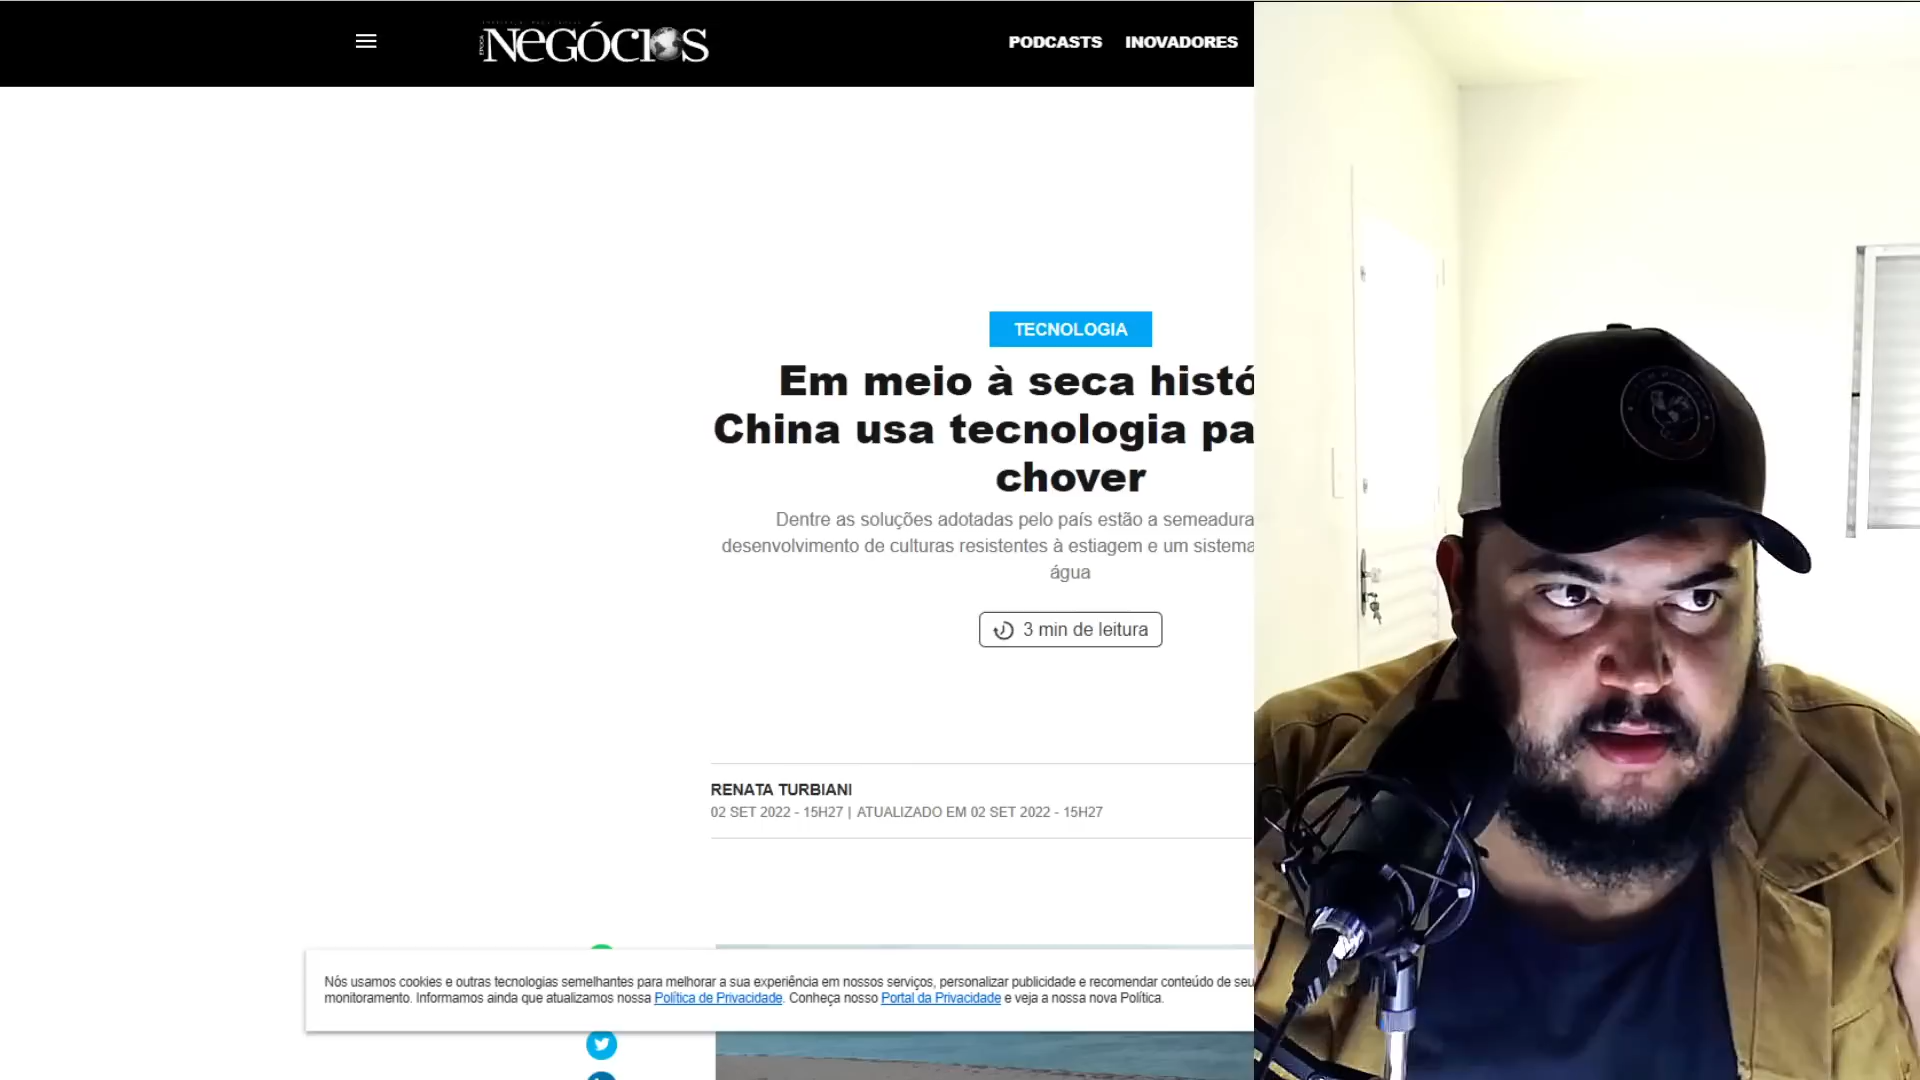 ÉPOCA
NEGÓCIOS
PODCASTS INOVADORES
TECNOLOGIA
Em meio à seca histó
China usa tecnologia pa
chover
Dentre as soluções adotadas pelo país estão a semeadura
desenvolvimento de culturas resistentes à estiagem e um sistema
água
3 min de leitura
RENATA TURBIANI
02 SET 2022 - 15H27 | ATUALIZADO EM 02 SET 2022 - 15H27
Nós usamos cookies e outras tecnologias semelhantes para melhorar a sua experiência em nossos serviços, personalizar publicidade e recomendar conteúdo de seu
monitoramento. Informamos ainda que atualizamos nossa Política de Privacidade. Conheça nosso Portal da Privacidade e veja a nossa nova Política.